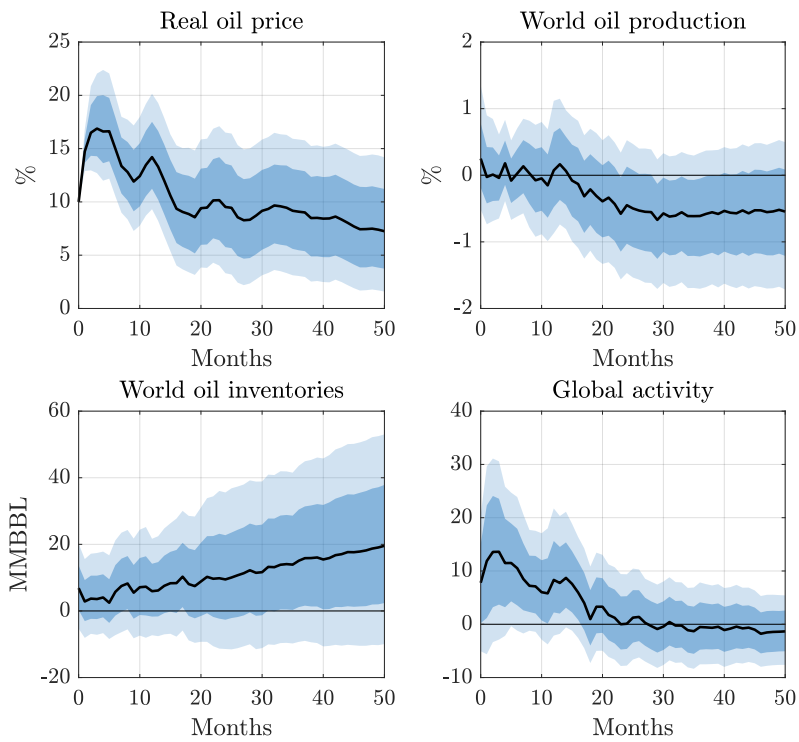 Real oil price
25
20
15
10
5
0
%
0 10 20 30 40 50
Months
World oil production
2
1
0
-1
-2
%
0 10 20 30 40 50
Months
World oil inventories
60
40
20
0
-20
MMBBL
0 10 20 30 40 50
Months
Global activity
40
30
20
10
0
-10
0 10 20 30 40 50
Months